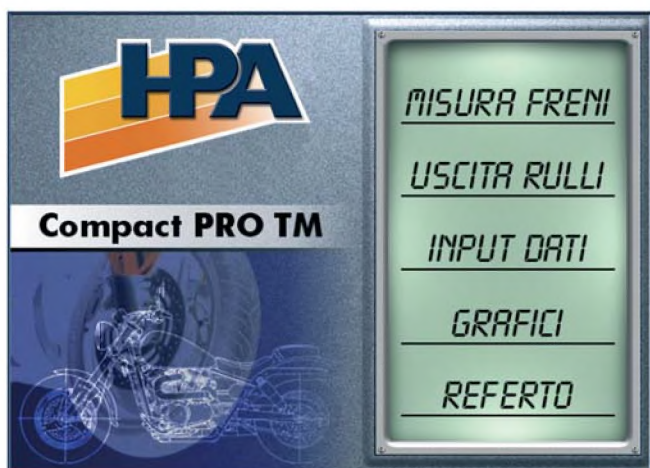 HPA
Compact PRO TM
MISURA FRENI
USCITA RULLI
INPUT DATI
GRAFICI
REFERTO